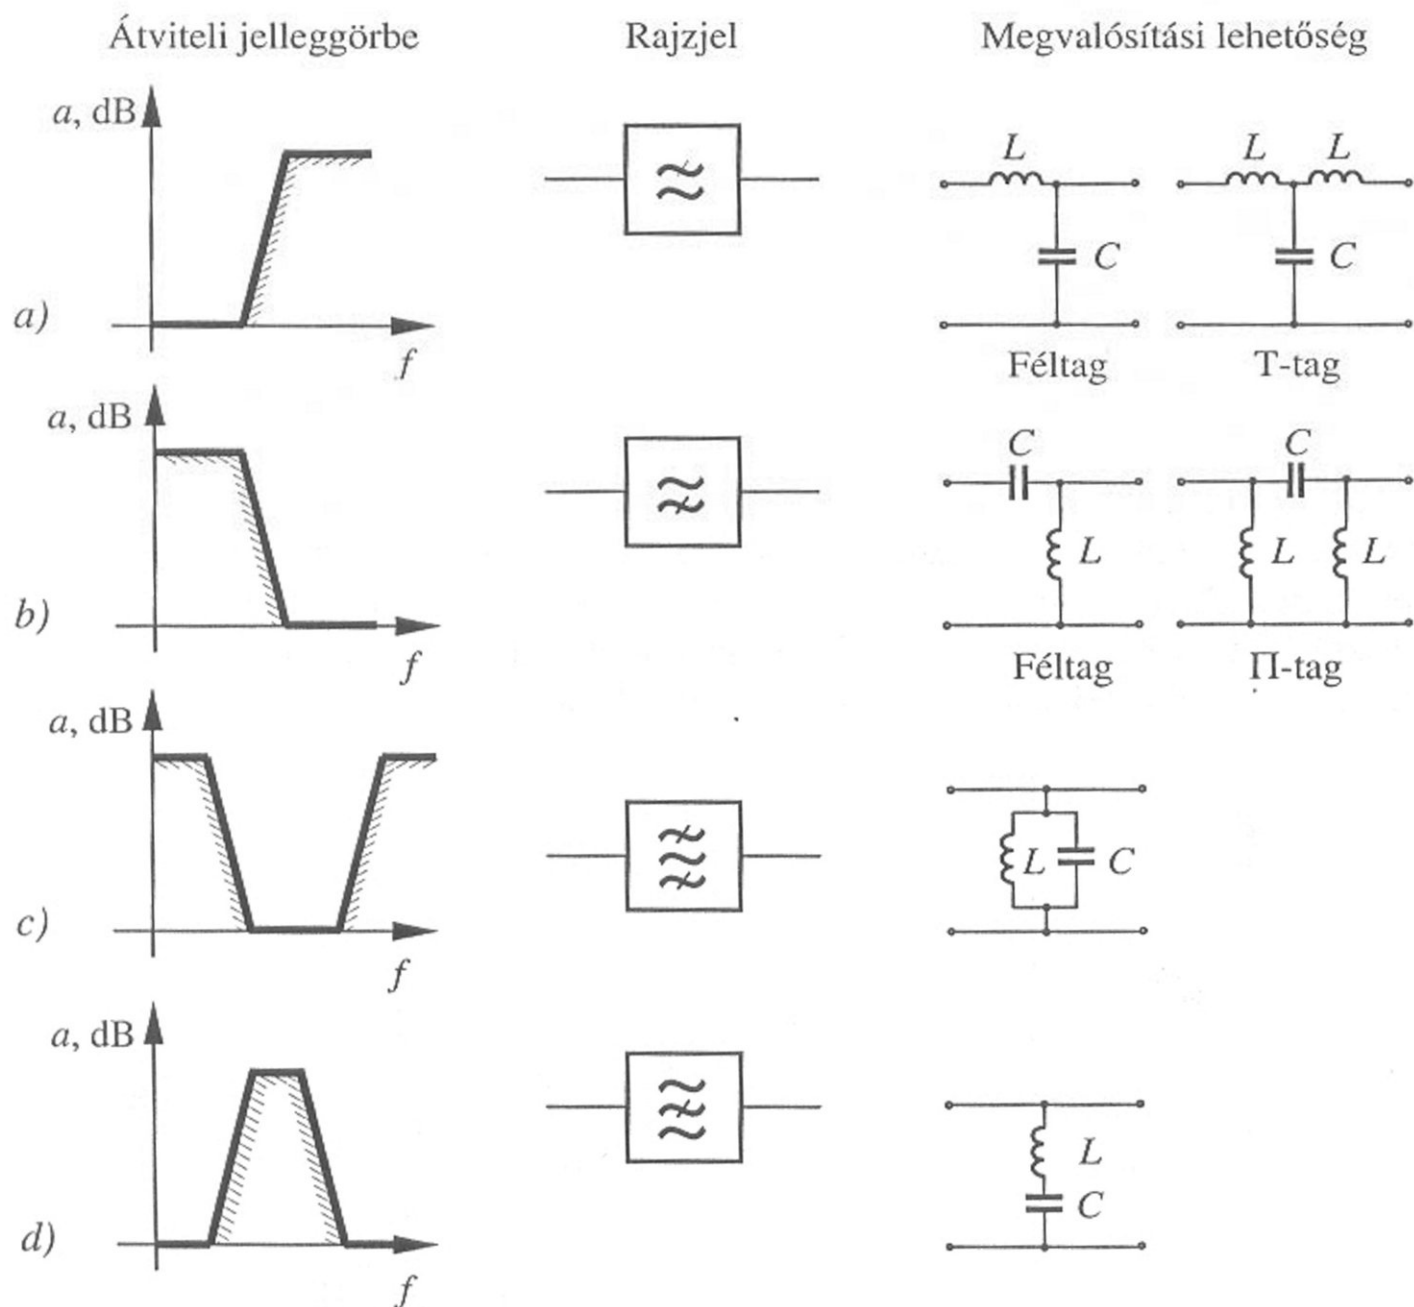 Átviteli jelleggörbe Rajzjel Megvalósítási lehetőség
a, dB
L L L
C C
a)
f
Féltag T-tag
a, dB
C C
L L L
b)
f
Féltag Π-tag
a, dB
L C
c)
f
a, dB
L
C
d)
f